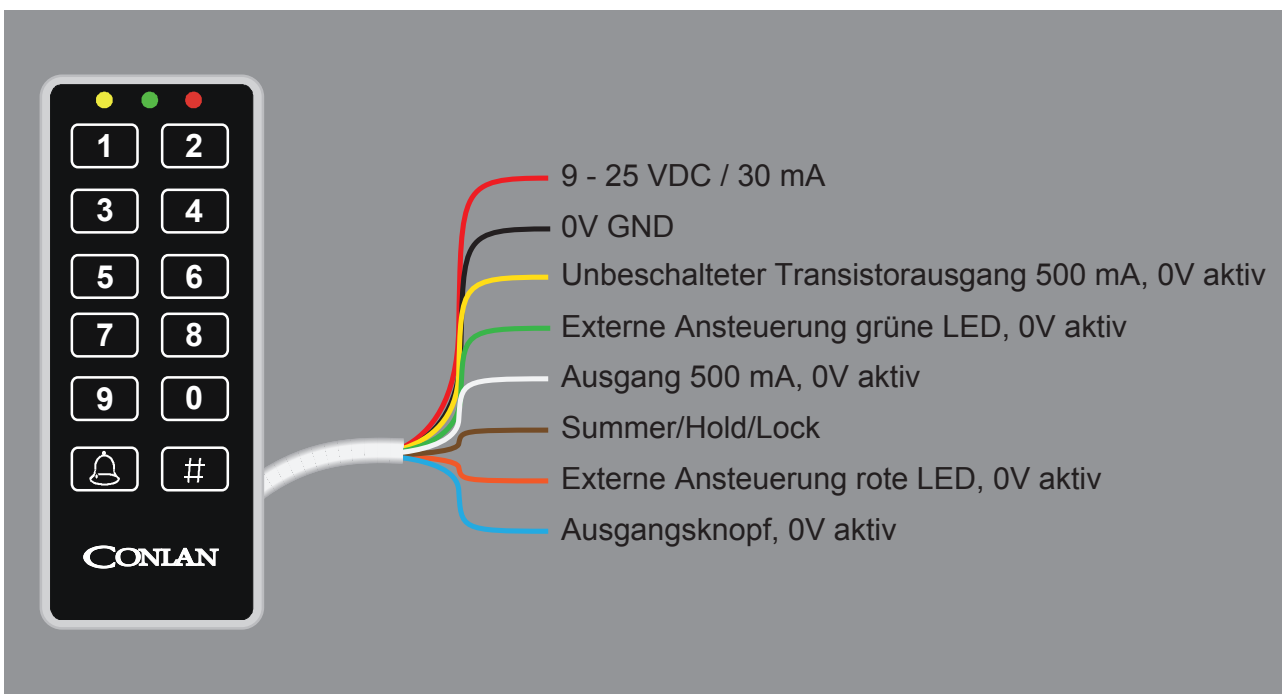 1 2
3 4
5 6
7 8
9 0
#
CONLAN
9 - 25 VDC / 30 mA
0V GND
Unbeschalteter Transistorausgang 500 mA, 0V aktiv
Externe Ansteuerung grüne LED, 0V aktiv
Ausgang 500 mA, 0V aktiv
Summer/Hold/Lock
Externe Ansteuerung rote LED, 0V aktiv
Ausgangsknopf, 0V aktiv